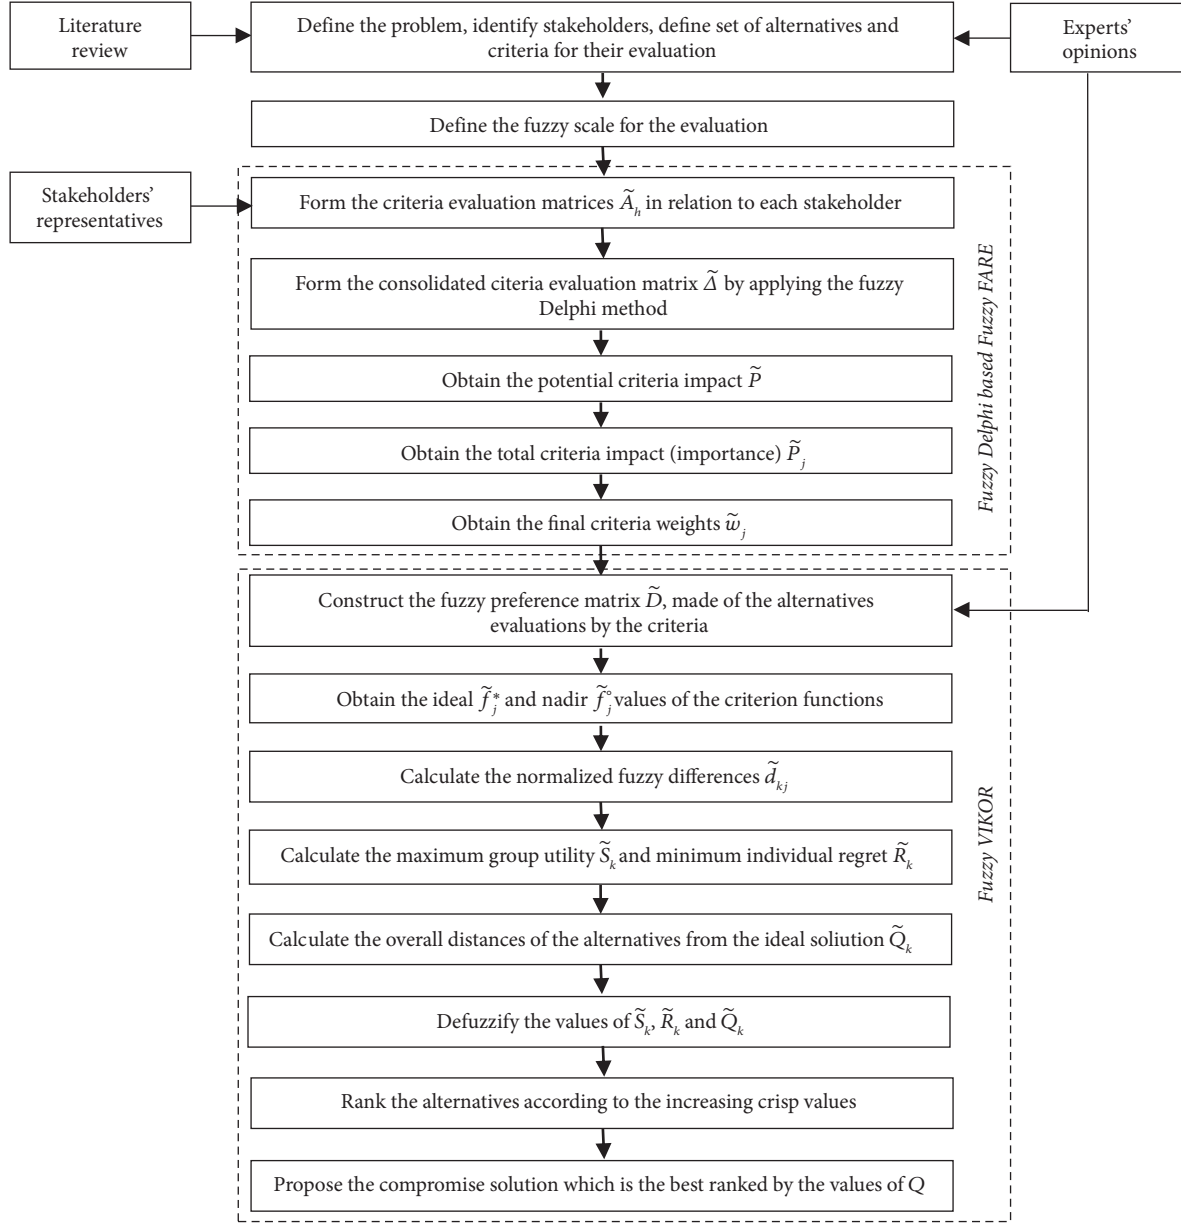 Literature
review
Define the problem, identify stakeholders, define set of alternatives and
criteria for their evaluation
Experts’
opinions
Define the fuzzy scale for the evaluation
Stakeholders’
representatives
Form the criteria evaluation matrices Ã_h in relation to each stakeholder
Form the consolidated citeria evaluation matrix Δ̃ by applying the fuzzy
Delphi method
Obtain the potential criteria impact P̃
Obtain the total criteria impact (importance) P̃_j
Obtain the final criteria weights w̃_j
Fuzzy Delphi based Fuzzy FARE
Construct the fuzzy preference matrix D̃, made of the alternatives
evaluations by the criteria
Obtain the ideal f̃_j^* and nadir f̃_j^° values of the criterion functions
Calculate the normalized fuzzy differences d̃_kj
Calculate the maximum group utility S̃_k and minimum individual regret R̃_k
Calculate the overall distances of the alternatives from the ideal soliution Q̃_k
Defuzzify the values of S̃_k, R̃_k and Q̃_k
Rank the alternatives according to the increasing crisp values
Propose the compromise solution which is the best ranked by the values of Q
Fuzzy VIKOR